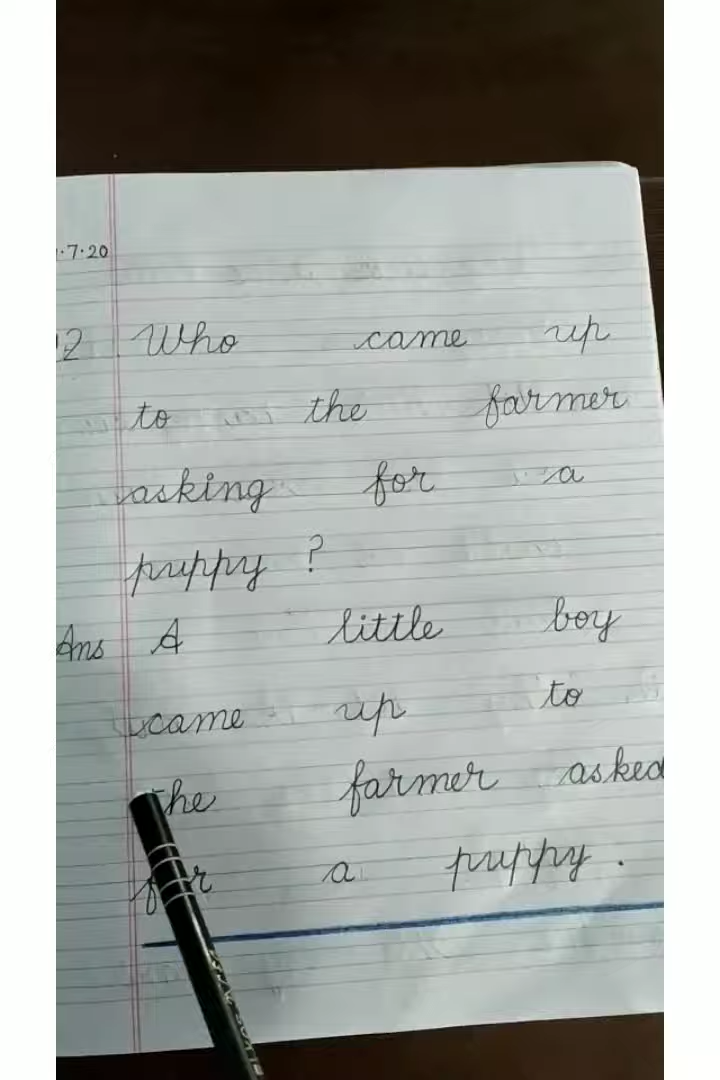 .7.20
2 Who came up
to the farmer
asking for a
puppy ?
Ans A little boy
came up to
the farmer asked
for a puppy .